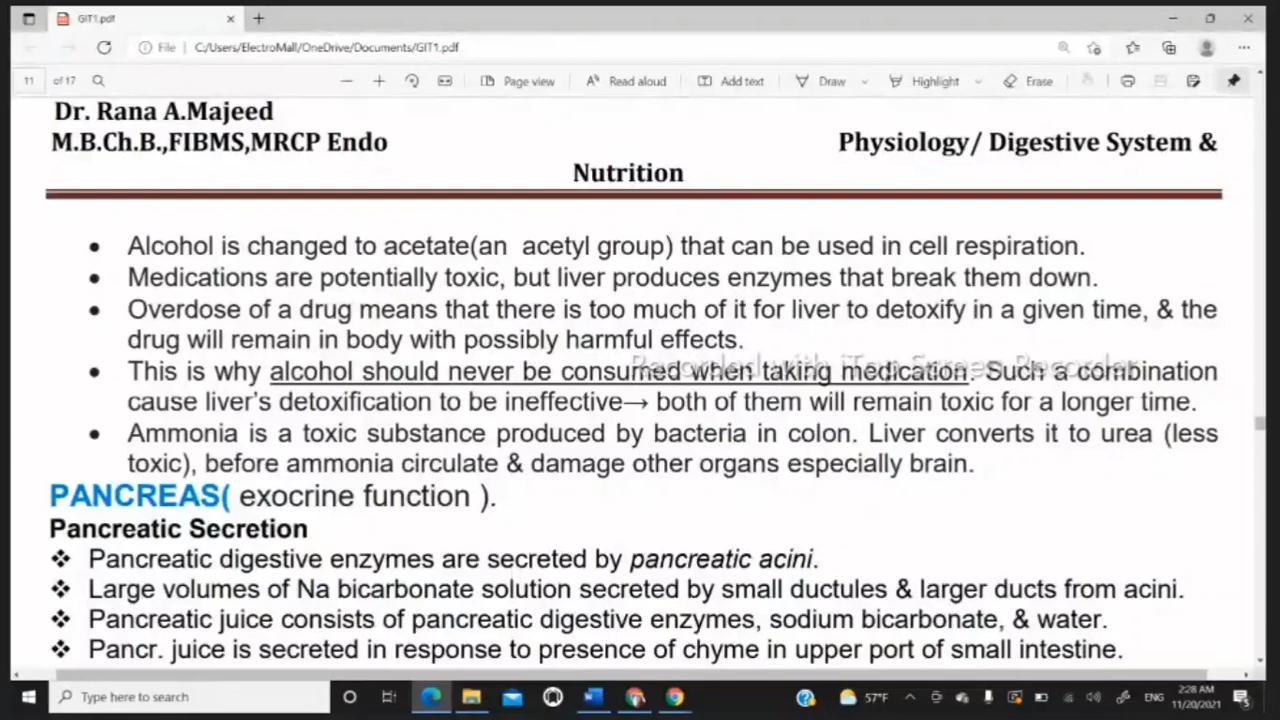 GIT1.pdf
File C:/Users/ElectroMall/OneDrive/Documents/GIT1.pdf
11 of 17 Page view Read aloud Add text Draw Highlight Erase
Dr. Rana A.Majeed
M.B.Ch.B.,FIBMS,MRCP Endo Physiology/ Digestive System &
Nutrition
• Alcohol is changed to acetate(an acetyl group) that can be used in cell respiration.
• Medications are potentially toxic, but liver produces enzymes that break them down.
• Overdose of a drug means that there is too much of it for liver to detoxify in a given time, & the
drug will remain in body with possibly harmful effects.
Recorded with iTop Screen Recorder
• This is why alcohol should never be consumed when taking medication. Such a combination
cause liver's detoxification to be ineffective→ both of them will remain toxic for a longer time.
• Ammonia is a toxic substance produced by bacteria in colon. Liver converts it to urea (less
toxic), before ammonia circulate & damage other organs especially brain.
PANCREAS( exocrine function ).
Pancreatic Secretion
❖ Pancreatic digestive enzymes are secreted by pancreatic acini.
❖ Large volumes of Na bicarbonate solution secreted by small ductules & larger ducts from acini.
❖ Pancreatic juice consists of pancreatic digestive enzymes, sodium bicarbonate, & water.
❖ Pancr. juice is secreted in response to presence of chyme in upper port of small intestine.
Type here to search 57°F ENG 2:28 AM
11/20/2021 5